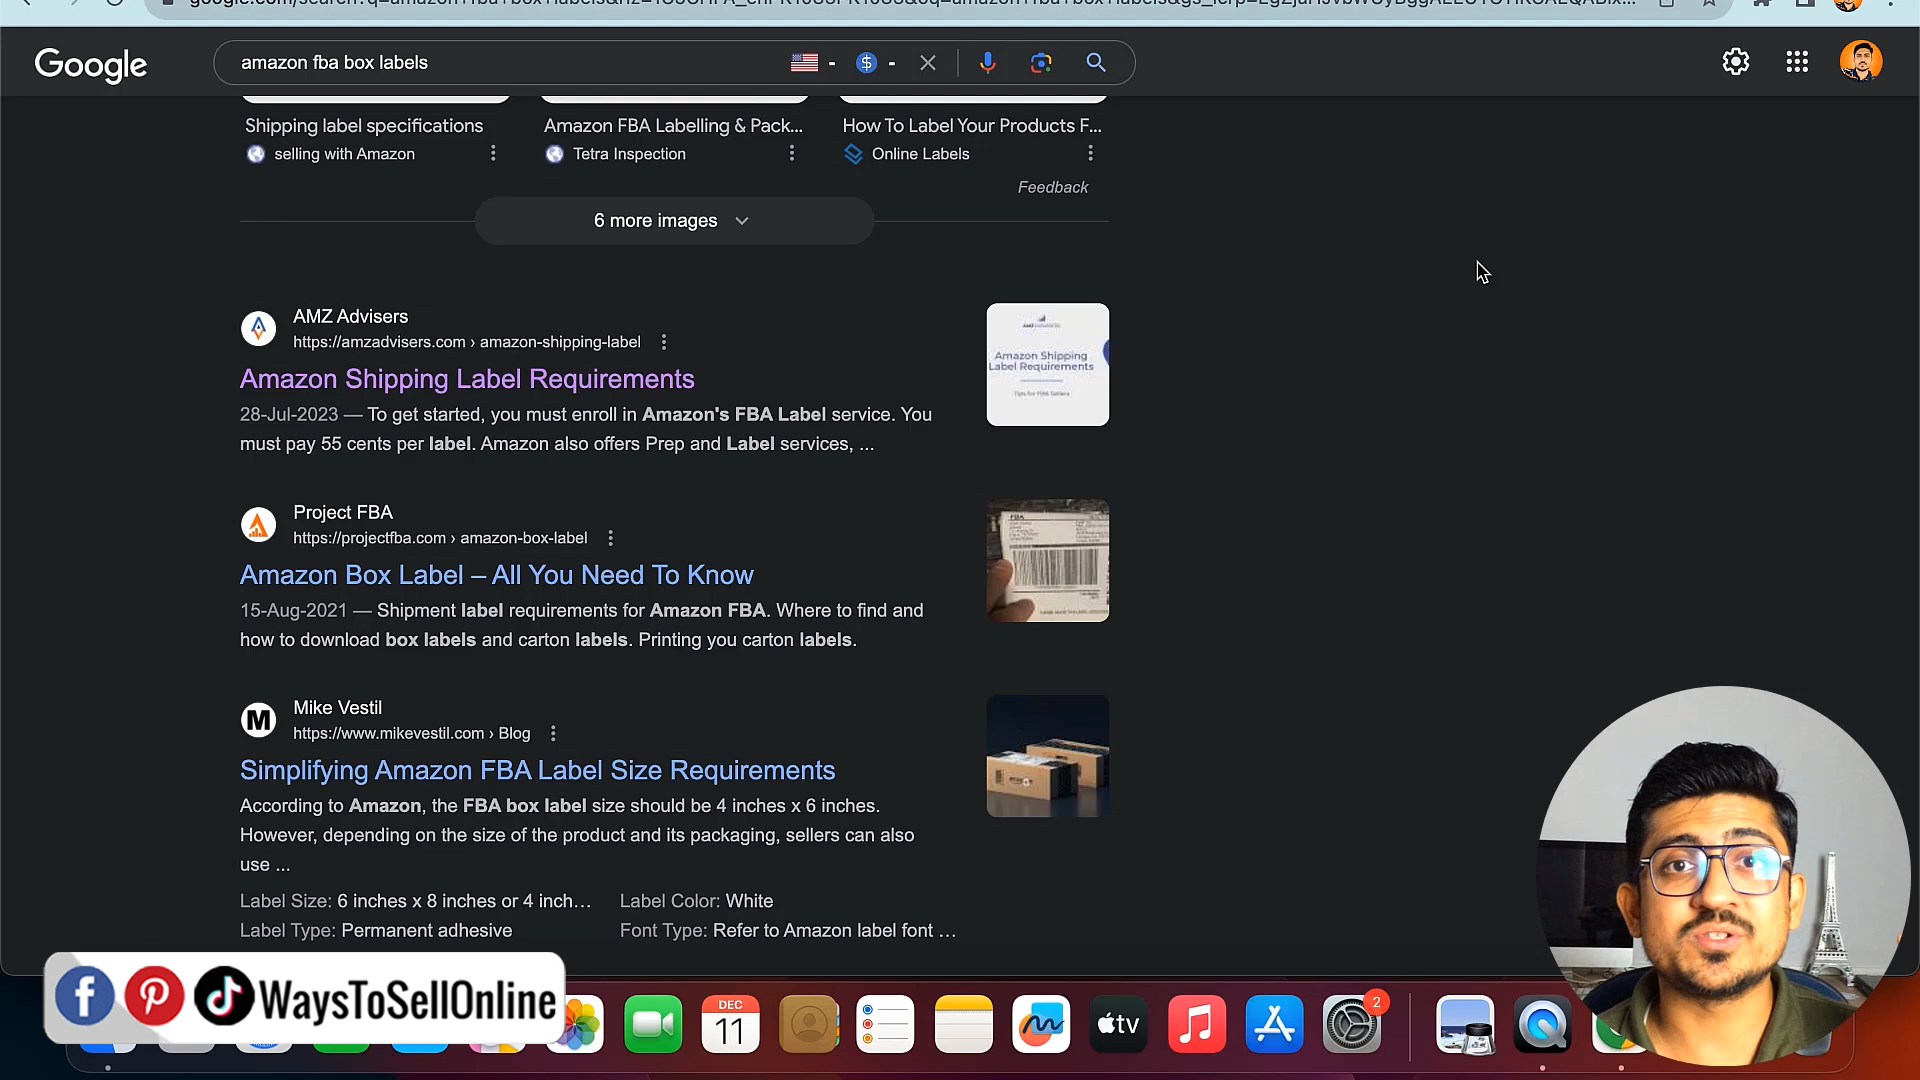 Google
amazon fba box labels
Shipping label specifications
selling with Amazon
Amazon FBA Labelling & Pack...
Tetra Inspection
How To Label Your Products F...
Online Labels
Feedback
6 more images
AMZ Advisers
https://amzadvisers.com › amazon-shipping-label
Amazon Shipping Label Requirements
28-Jul-2023 — To get started, you must enroll in Amazon's FBA Label service. You
must pay 55 cents per label. Amazon also offers Prep and Label services, ...
Amazon Shipping
Label Requirements
Project FBA
https://projectfba.com › amazon-box-label
Amazon Box Label – All You Need To Know
15-Aug-2021 — Shipment label requirements for Amazon FBA. Where to find and
how to download box labels and carton labels. Printing you carton labels.
FBA
Mike Vestil
https://www.mikevestil.com › Blog
Simplifying Amazon FBA Label Size Requirements
According to Amazon, the FBA box label size should be 4 inches x 6 inches.
However, depending on the size of the product and its packaging, sellers can also
use ...
Label Size: 6 inches x 8 inches or 4 inch...
Label Color: White
Label Type: Permanent adhesive
Font Type: Refer to Amazon label font ...
WaysToSellOnline
DEC
11
tv
2